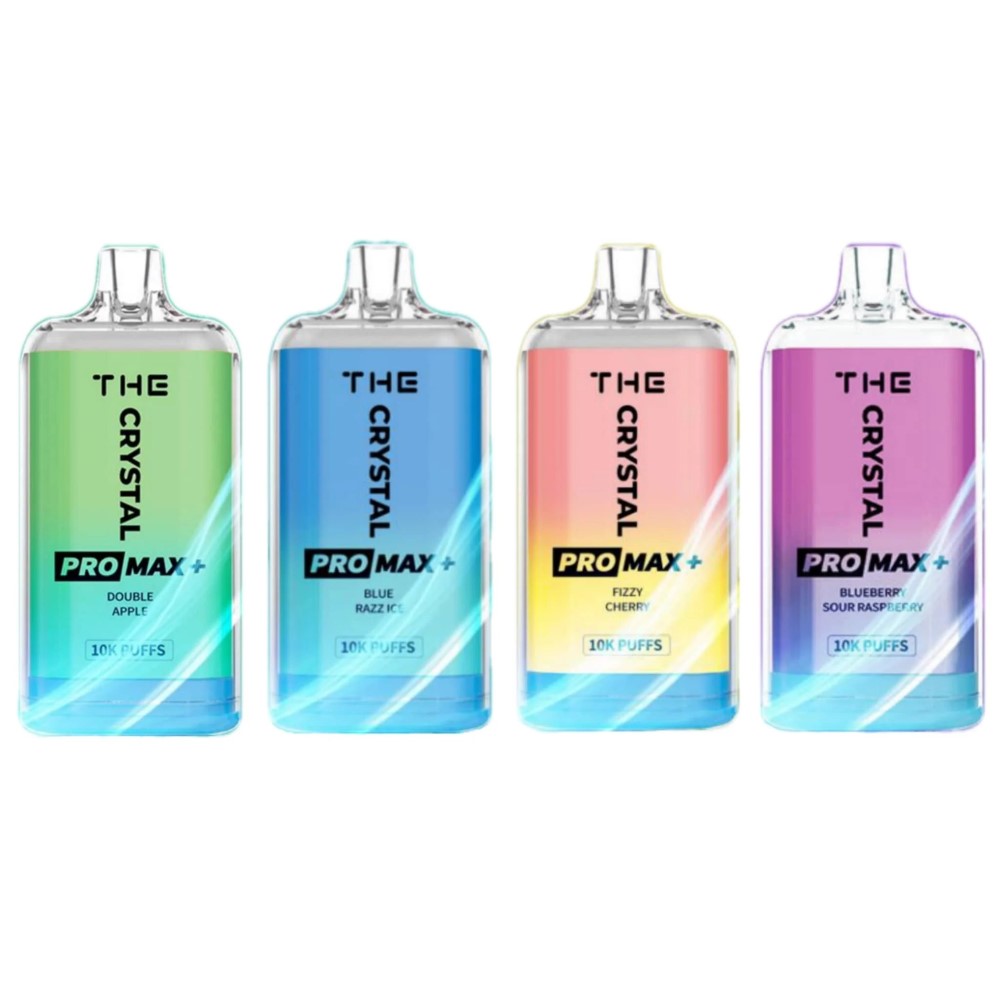 THE
CRYSTAL
PRO MAX +
DOUBLE
APPLE
10K PUFFS
THE
CRYSTAL
PRO MAX +
BLUE
RAZZ ICE
10K PUFFS
THE
CRYSTAL
PRO MAX +
FIZZY
CHERRY
10K PUFFS
THE
CRYSTAL
PRO MAX +
BLUEBERRY
SOUR RASPBERRY
10K PUFFS